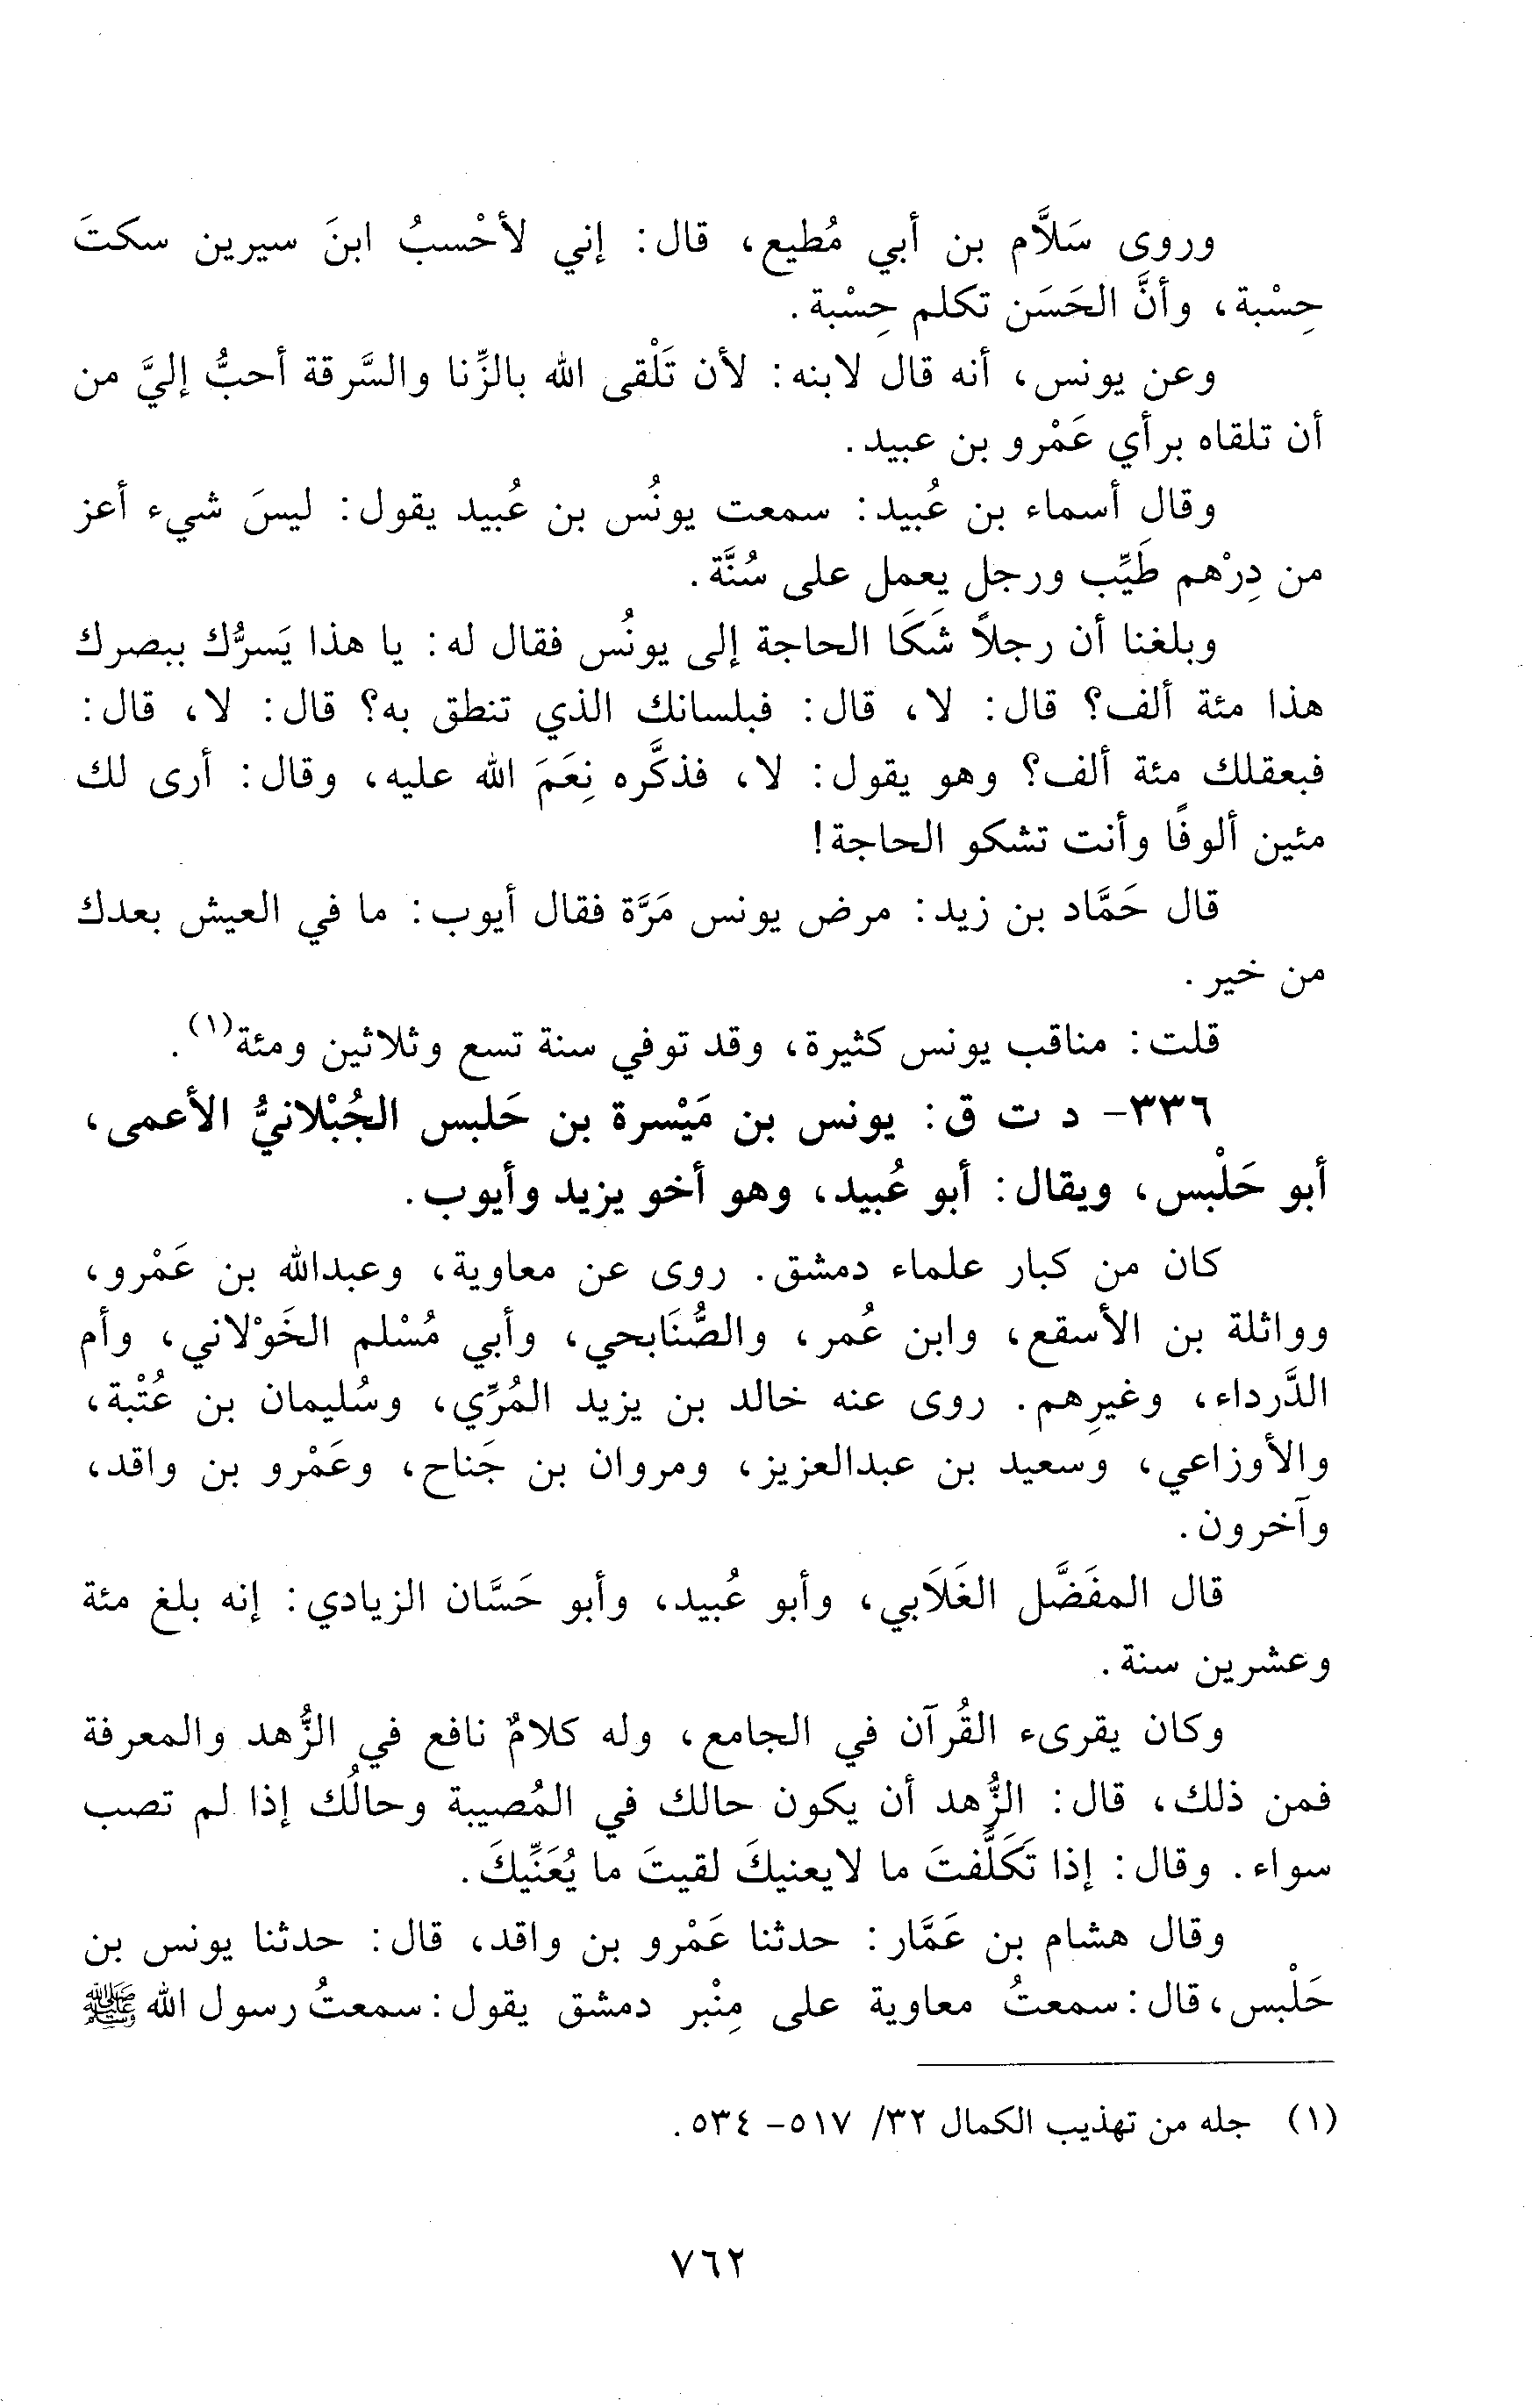 وروى سَلاَّم بن أبي مُطيع، قال: إني لأحْسبُ ابنَ سيرين سكتَ
حِسْبة، وأنَّ الحَسَن تكلم حِسْبة.
وعن يونس، أنه قال لابنه: لأن تَلْقى الله بالزِّنا والسَّرقة أحبُّ إليَّ من
أن تلقاه برأي عَمْرو بن عبيد.
وقال أسماء بن عُبيد: سمعت يونُس بن عُبيد يقول: ليسَ شيء أعز
من دِرْهم طَيِّب ورجل يعمل على سُنَّة.
وبلغنا أن رجلاً شَكَا الحاجة إلى يونُس فقال له: يا هذا يَسرُّك ببصرك
هذا مئة ألف؟ قال: لا، قال: فبلسانك الذي تنطق به؟ قال: لا، قال:
فبعقلك مئة ألف؟ وهو يقول: لا، فذكَّره نِعَمَ الله عليه، وقال: أرى لك
مئين ألوفًا وأنت تشكو الحاجة!
قال حَمَّاد بن زيد: مرض يونس مَرَّة فقال أيوب: ما في العيش بعدك
من خير.
قلت: مناقب يونس كثيرة، وقد توفي سنة تسع وثلاثين ومئة(١).
٣٣٦- د ت ق: يونس بن مَيْسرة بن حَلبس الجُبْلانيُّ الأعمى،
أبو حَلْبس، ويقال: أبو عُبيد، وهو أخو يزيد وأيوب.
كان من كبار علماء دمشق. روى عن معاوية، وعبدالله بن عَمْرو،
وواثلة بن الأسقع، وابن عُمر، والصُّنَابحي، وأبي مُسْلم الخَوْلاني، وأم
الدَّرداء، وغيرِهم. روى عنه خالد بن يزيد المُرِّي، وسُليمان بن عُتْبة،
والأوزاعي، وسعيد بن عبدالعزيز، ومروان بن جَناح، وعَمْرو بن واقد،
وآخرون.
قال المفَضَّل الغَلاَبي، وأبو عُبيد، وأبو حَسَّان الزيادي: إنه بلغ مئة
وعشرين سنة.
وكان يقرىء القُرآن في الجامع، وله كلامٌ نافع في الزُّهد والمعرفة
فمن ذلك، قال: الزُّهد أن يكون حالك في المُصيبة وحالُك إذا لم تصب
سواء. وقال: إذا تَكَلَّفتَ ما لايعنيكَ لقيتَ ما يُعَنِّيكَ.
وقال هشام بن عَمَّار: حدثنا عَمْرو بن واقد، قال: حدثنا يونس بن
حَلْبس، قال: سمعتُ معاوية على مِنْبر دمشق يقول: سمعتُ رسول الله ﷺ
(١) جله من تهذيب الكمال ٣٢/ ٥١٧- ٥٣٤.
٧٦٢